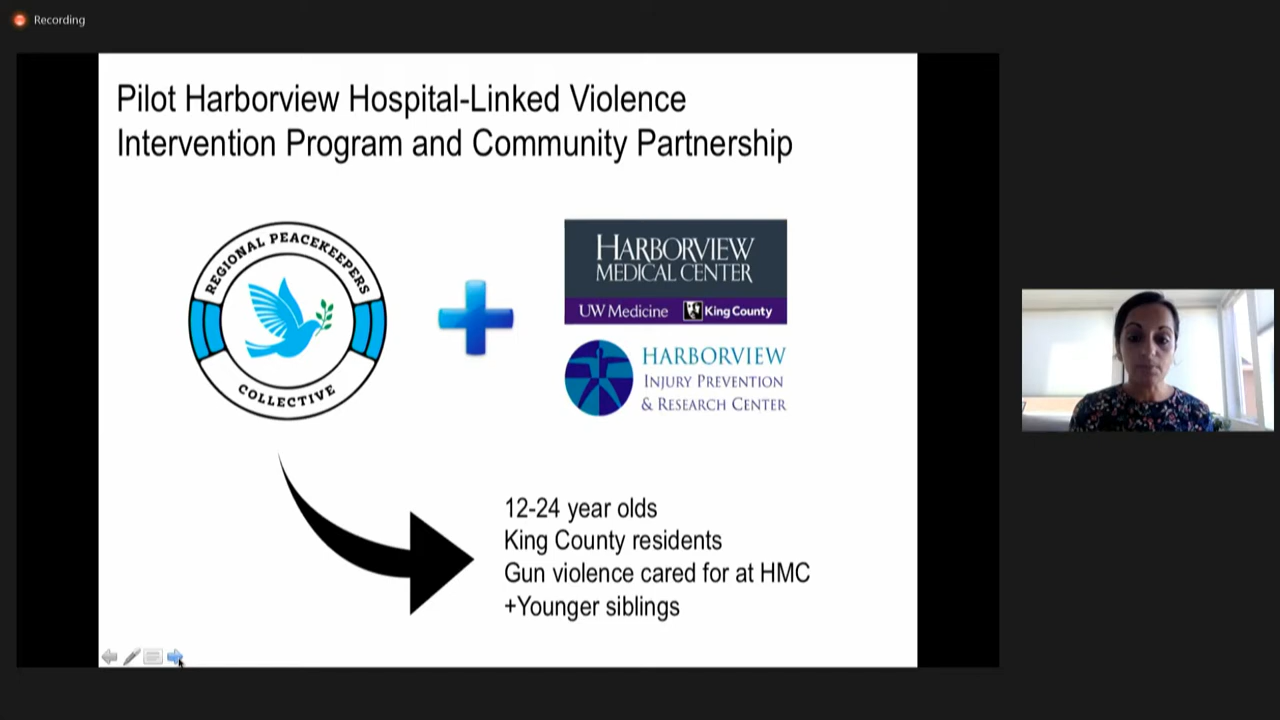 Recording
Pilot Harborview Hospital-Linked Violence
Intervention Program and Community Partnership
REGIONAL PEACEKEEPERS
COLLECTIVE
HARBORVIEW
MEDICAL CENTER
UW Medicine King County
HARBORVIEW
INJURY PREVENTION
& RESEARCH CENTER
12-24 year olds
King County residents
Gun violence cared for at HMC
+Younger siblings